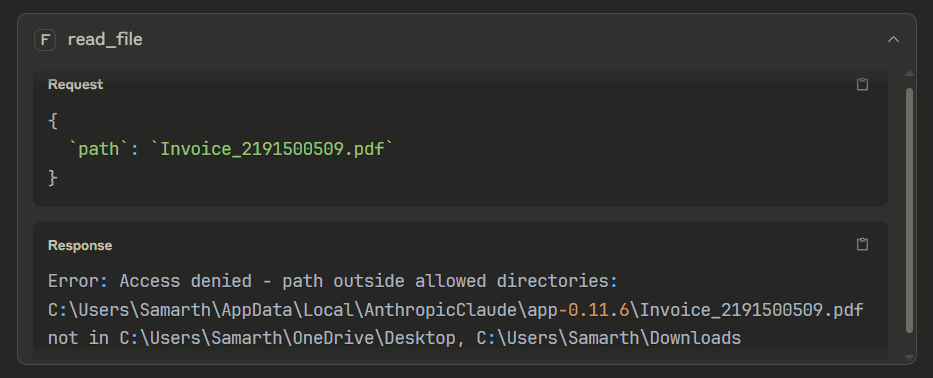 F read_file
Request
{
`path`: `Invoice_2191500509.pdf`
}
Response
Error: Access denied - path outside allowed directories:
C:\Users\Samarth\AppData\Local\AnthropicClaude\app-0.11.6\Invoice_2191500509.pdf
not in C:\Users\Samarth\OneDrive\Desktop, C:\Users\Samarth\Downloads